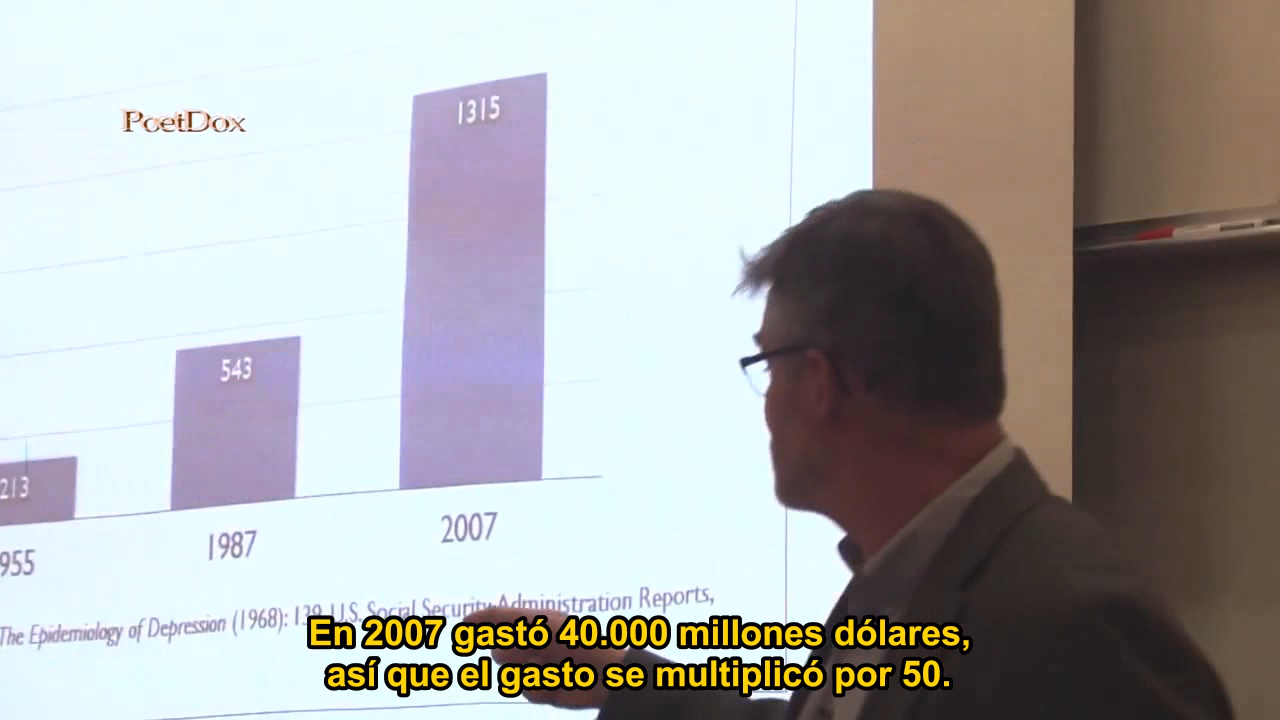 PoetDox
1315
543
213
955
1987
2007
The Epidemiology of Depression (1968): 139. U.S. Social Security Administration Reports,
En 2007 gastó 40.000 millones dólares,
así que el gasto se multiplicó por 50.